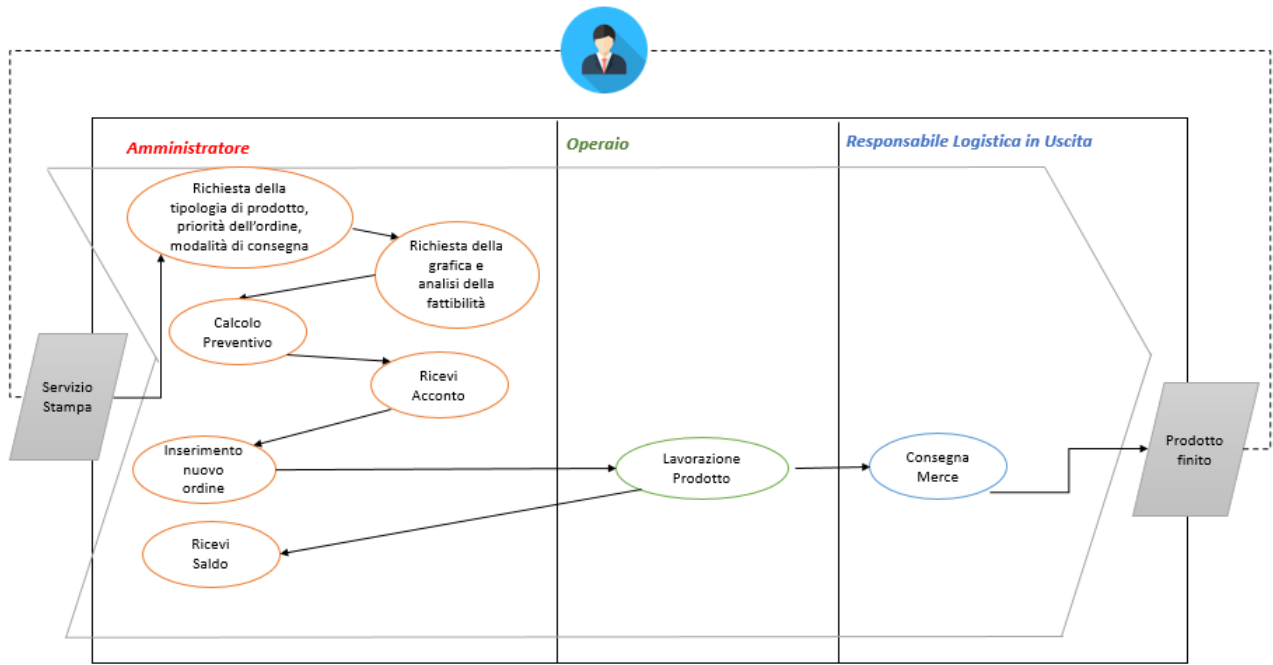 Amministratore
Operaio
Responsabile Logistica in Uscita
Richiesta della
tipologia di prodotto,
priorità dell'ordine,
modalità di consegna
Richiesta della
grafica e
analisi della
fattibilità
Calcolo
Preventivo
Ricevi
Acconto
Servizio
Stampa
Inserimento
nuovo
ordine
Lavorazione
Prodotto
Consegna
Merce
Prodotto
finito
Ricevi
Saldo